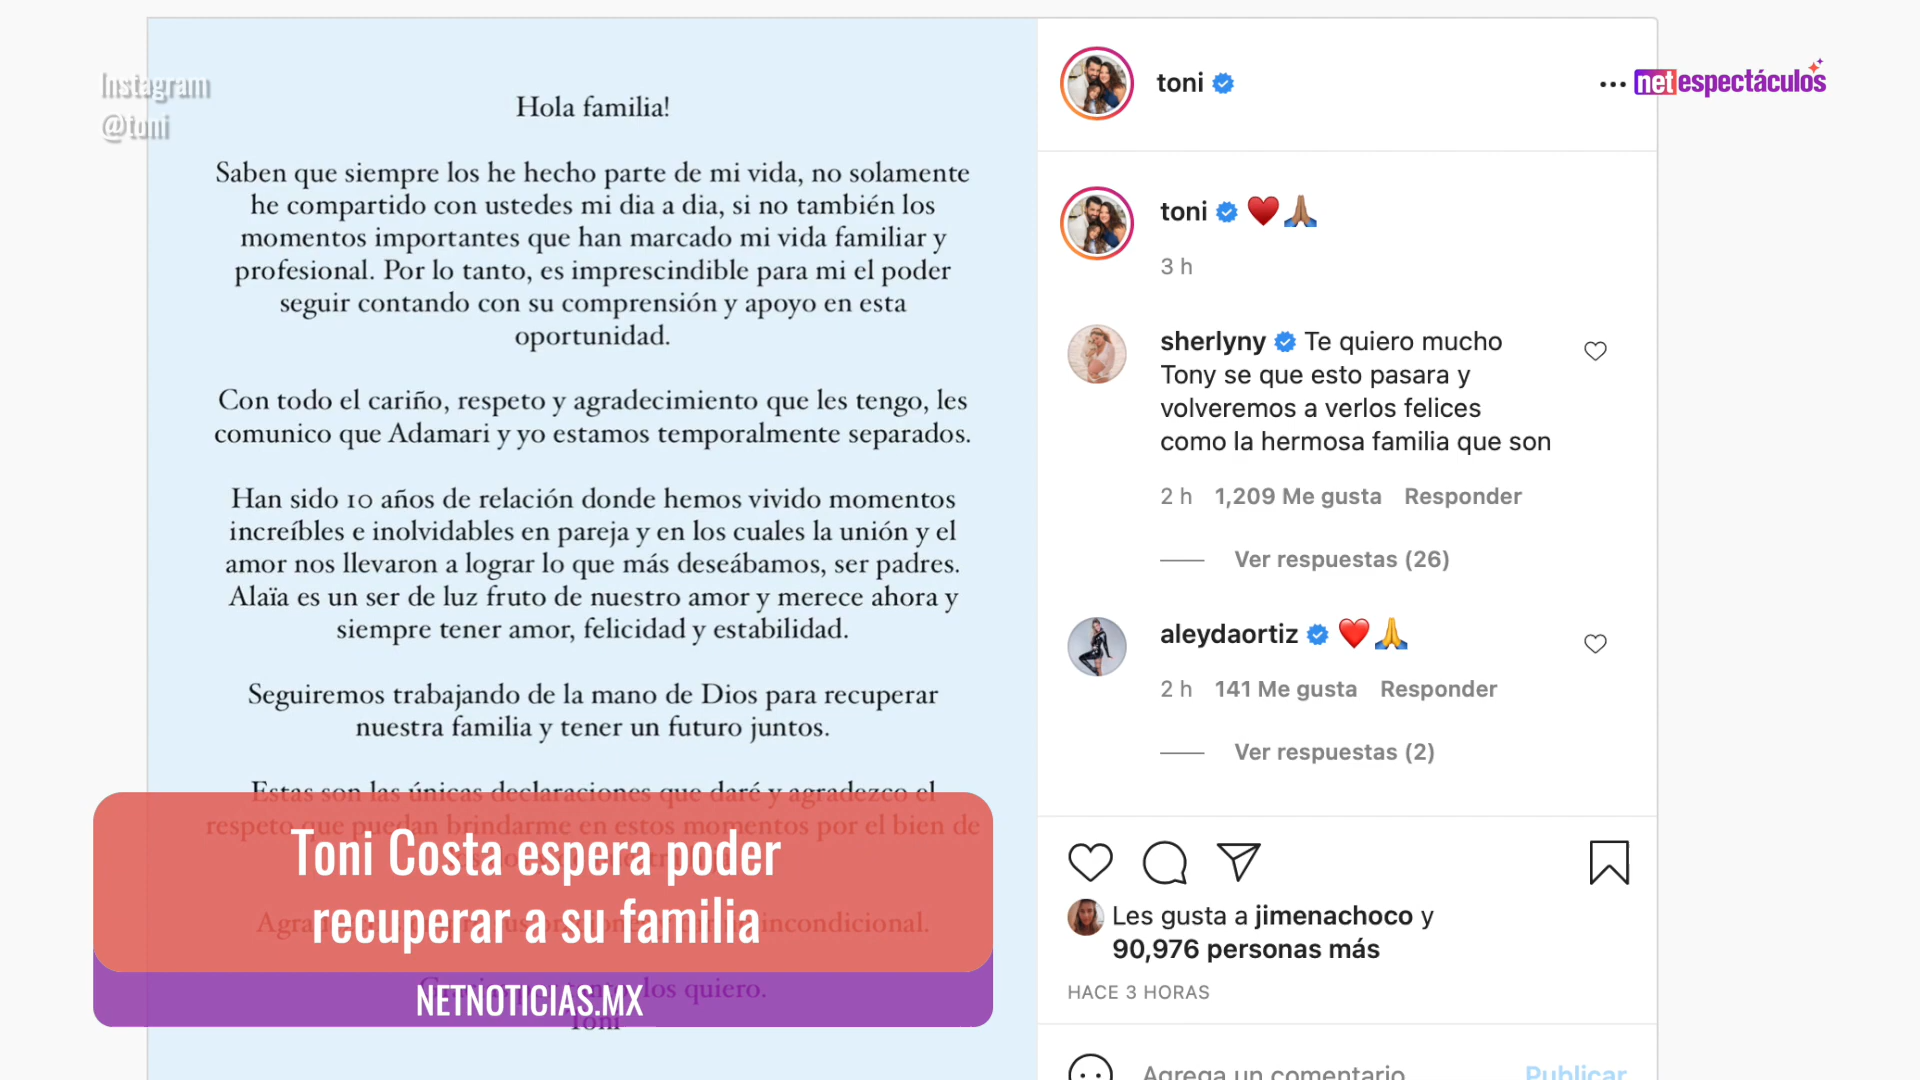 Instagram
@toni
Hola familia!
Saben que siempre los he hecho parte de mi vida, no solamente
he compartido con ustedes mi dia a dia, si no también los
momentos importantes que han marcado mi vida familiar y
profesional. Por lo tanto, es imprescindible para mi el poder
seguir contando con su comprensión y apoyo en esta
oportunidad.
Con todo el cariño, respeto y agradecimiento que les tengo, les
comunico que Adamari y yo estamos temporalmente separados.
Han sido 10 años de relación donde hemos vivido momentos
increíbles e inolvidables en pareja y en los cuales la unión y el
amor nos llevaron a lograr lo que más deseábamos, ser padres.
Alaïa es un ser de luz fruto de nuestro amor y merece ahora y
siempre tener amor, felicidad y estabilidad.
Seguiremos trabajando de la mano de Dios para recuperar
nuestra familia y tener un futuro juntos.
Estas son las únicas declaraciones que daré y agradezco el
respeto que puedan brindarme en estos momentos por el bien de
incondicional.
los quiero.
Toni
Toni Costa espera poder
recuperar a su familia
NETNOTICIAS.MX
toni
... netespectáculos
toni ❤️🙏🏽
3 h
sherlyny Te quiero mucho
Tony se que esto pasara y
volveremos a verlos felices
como la hermosa familia que son
2 h 1,209 Me gusta Responder
Ver respuestas (26)
aleydaortiz ❤️🙏
2 h 141 Me gusta Responder
Ver respuestas (2)
Les gusta a jimenachoco y
90,976 personas más
HACE 3 HORAS
Agrega un comentario
Publicar